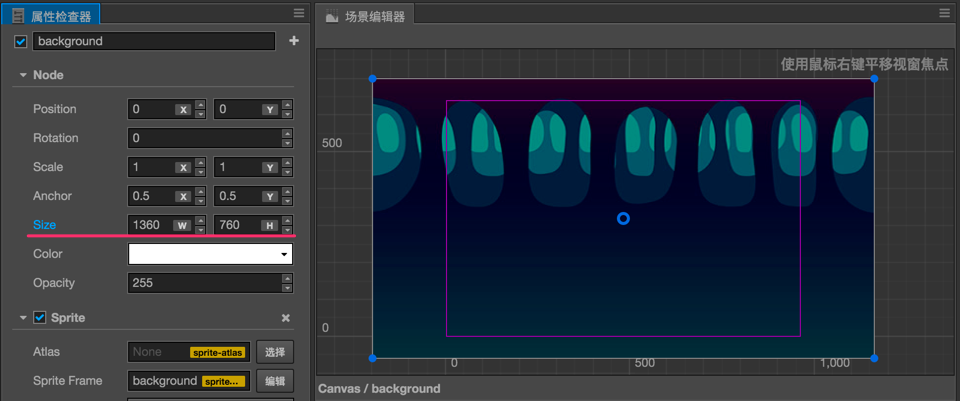 属性检查器
background
Node
Position 0 X 0 Y
Rotation 0
Scale 1 X 1 Y
Anchor 0.5 X 0.5 Y
Size 1360 W 760 H
Color
Opacity 255
Sprite
Atlas None sprite-atlas 选择
Sprite Frame background sprite... 编辑
场景编辑器
使用鼠标右键平移视窗焦点
500
0
0 500 1,000
Canvas / background